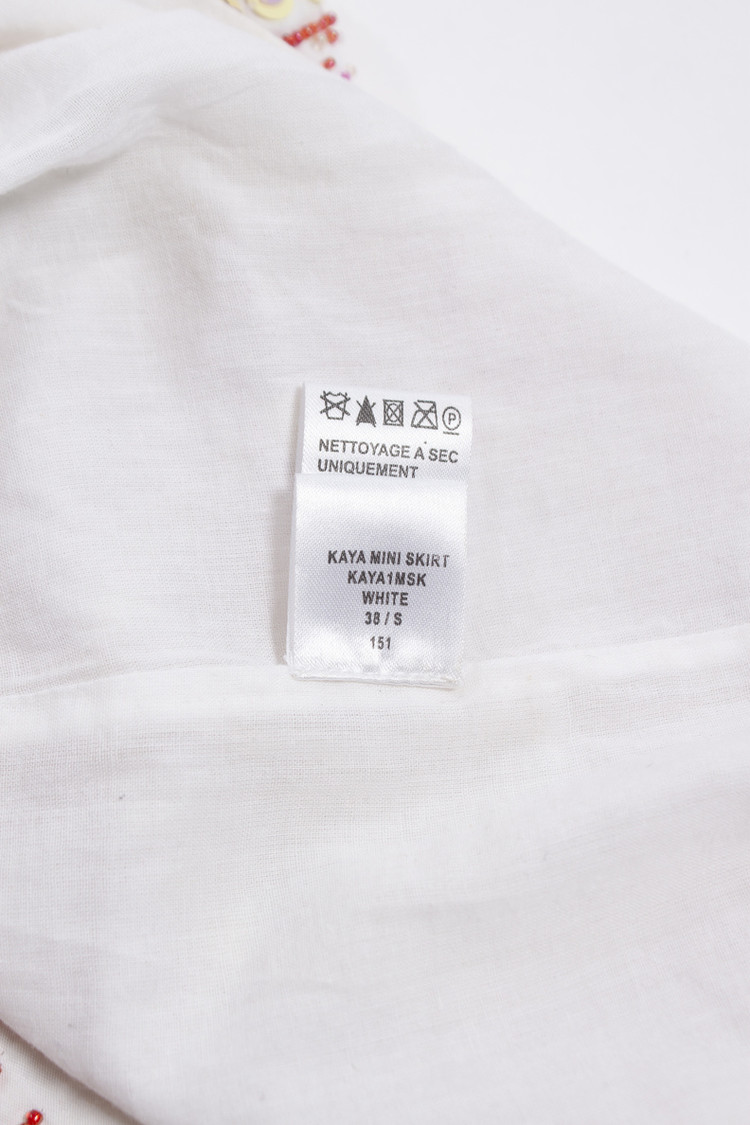 P
NETTOYAGE À SEC
UNIQUEMENT
KAYA MINI SKIRT
KAYA1MSK
WHITE
38 / S
151